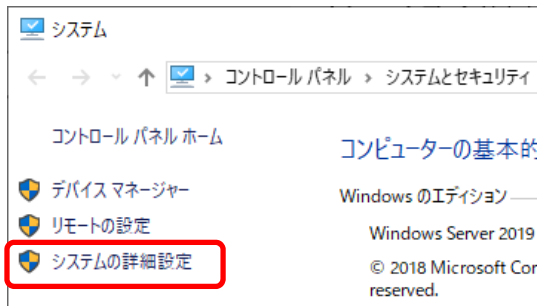 システム
コントロール パネル › システムとセキュリティ
コントロール パネル ホーム
デバイス マネージャー
リモートの設定
システムの詳細設定
コンピューターの基本的
Windows のエディション
Windows Server 2019
© 2018 Microsoft Cor
reserved.